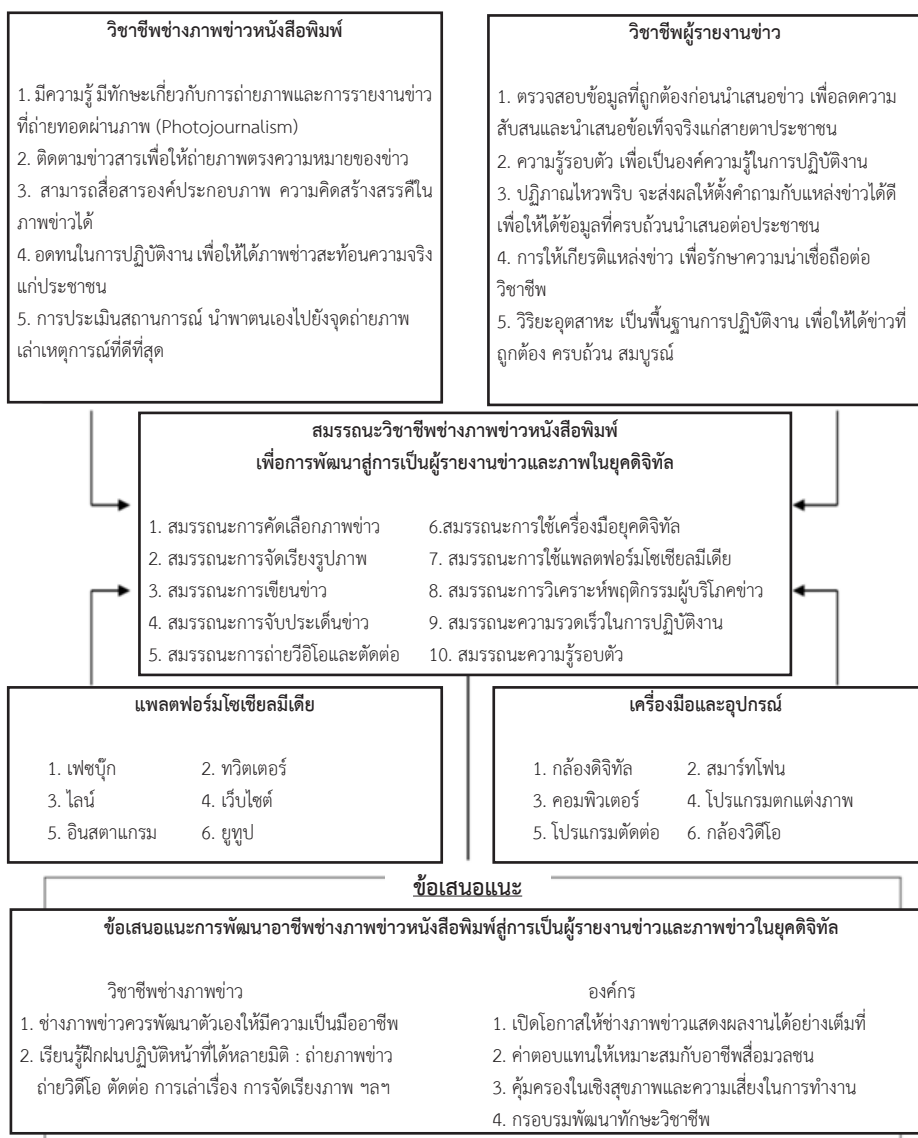 วิชาชีพช่างภาพข่าวหนังสือพิมพ์
1. มีความรู้ มีทักษะเกี่ยวกับการถ่ายภาพและการรายงานข่าว
ที่ถ่ายทอดผ่านภาพ (Photojournalism)
2. ติดตามข่าวสารเพื่อให้ถ่ายภาพตรงความหมายของข่าว
3. สามารถสื่อสารองค์ประกอบภาพ ความคิดสร้างสรรค์ใน
ภาพข่าวได้
4. อดทนในการปฏิบัติงาน เพื่อให้ได้ภาพข่าวสะท้อนความจริง
แก่ประชาชน
5. การประเมินสถานการณ์ นำพาตนเองไปยังจุดถ่ายภาพ
เล่าเหตุการณ์ที่ดีที่สุด
วิชาชีพผู้รายงานข่าว
1. ตรวจสอบข้อมูลที่ถูกต้องก่อนนำเสนอข่าว เพื่อลดความ
สับสนและนำเสนอข้อเท็จจริงแก่สายตาประชาชน
2. ความรู้รอบตัว เพื่อเป็นองค์ความรู้ในการปฏิบัติงาน
3. ปฏิภาณไหวพริบ จะส่งผลให้ตั้งคำถามกับแหล่งข่าวได้ดี
เพื่อให้ได้ข้อมูลที่ครบถ้วนนำเสนอต่อประชาชน
4. การให้เกียรติแหล่งข่าว เพื่อรักษาความน่าเชื่อถือต่อ
วิชาชีพ
5. วิริยะอุตสาหะ เป็นพื้นฐานการปฏิบัติงาน เพื่อให้ได้ข่าวที่
ถูกต้อง ครบถ้วน สมบูรณ์
สมรรถนะวิชาชีพช่างภาพข่าวหนังสือพิมพ์
เพื่อการพัฒนาสู่การเป็นผู้รายงานข่าวและภาพในยุคดิจิทัล
1. สมรรถนะการคัดเลือกภาพข่าว 6.สมรรถนะการใช้เครื่องมือยุคดิจิทัล
2. สมรรถนะการจัดเรียงรูปภาพ 7. สมรรถนะการใช้แพลตฟอร์มโซเชียลมีเดีย
3. สมรรถนะการเขียนข่าว 8. สมรรถนะการวิเคราะห์พฤติกรรมผู้บริโภคข่าว
4. สมรรถนะการจับประเด็นข่าว 9. สมรรถนะความรวดเร็วในการปฏิบัติงาน
5. สมรรถนะการถ่ายวีอิโอและตัดต่อ 10. สมรรถนะความรู้รอบตัว
แพลตฟอร์มโซเชียลมีเดีย
1. เฟซบุ๊ก 2. ทวิตเตอร์
3. ไลน์ 4. เว็บไซต์
5. อินสตาแกรม 6. ยูทูป
เครื่องมือและอุปกรณ์
1. กล้องดิจิทัล 2. สมาร์ทโฟน
3. คอมพิวเตอร์ 4. โปรแกรมตกแต่งภาพ
5. โปรแกรมตัดต่อ 6. กล้องวิดีโอ
ข้อเสนอแนะ
ข้อเสนอแนะการพัฒนาอาชีพช่างภาพข่าวหนังสือพิมพ์สู่การเป็นผู้รายงานข่าวและภาพข่าวในยุคดิจิทัล
วิชาชีพช่างภาพข่าว
1. ช่างภาพข่าวควรพัฒนาตัวเองให้มีความเป็นมืออาชีพ
2. เรียนรู้ฝึกฝนปฏิบัติหน้าที่ได้หลายมิติ : ถ่ายภาพข่าว
ถ่ายวิดีโอ ตัดต่อ การเล่าเรื่อง การจัดเรียงภาพ ฯลฯ
องค์กร
1. เปิดโอกาสให้ช่างภาพข่าวแสดงผลงานได้อย่างเต็มที่
2. ค่าตอบแทนให้เหมาะสมกับอาชีพสื่อมวลชน
3. คุ้มครองในเชิงสุขภาพและความเสี่ยงในการทำงาน
4. กรอบรมพัฒนาทักษะวิชาชีพ